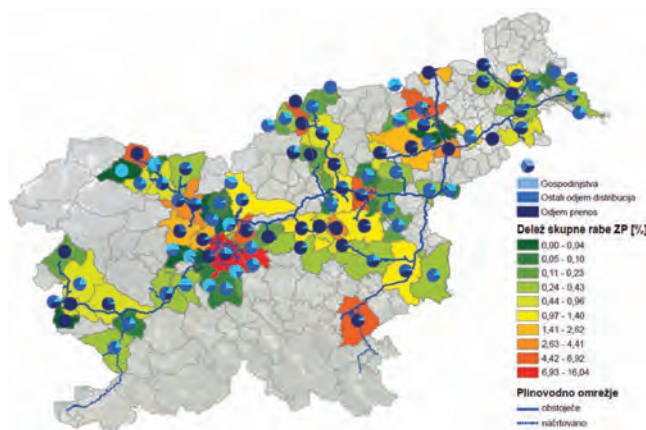 Gospodinjstva
Ostali odjem distribucija
Odjem prenos
Delež skupne rabe ZP [%]
0,00 - 0,04
0,05 - 0,10
0,11 - 0,23
0,24 - 0,43
0,44 - 0,96
0,97 - 1,40
1,41 - 2,62
2,63 - 4,41
4,42 - 6,92
6,93 - 16,04
Plinovodno omrežje
obstoječe
načrtovano